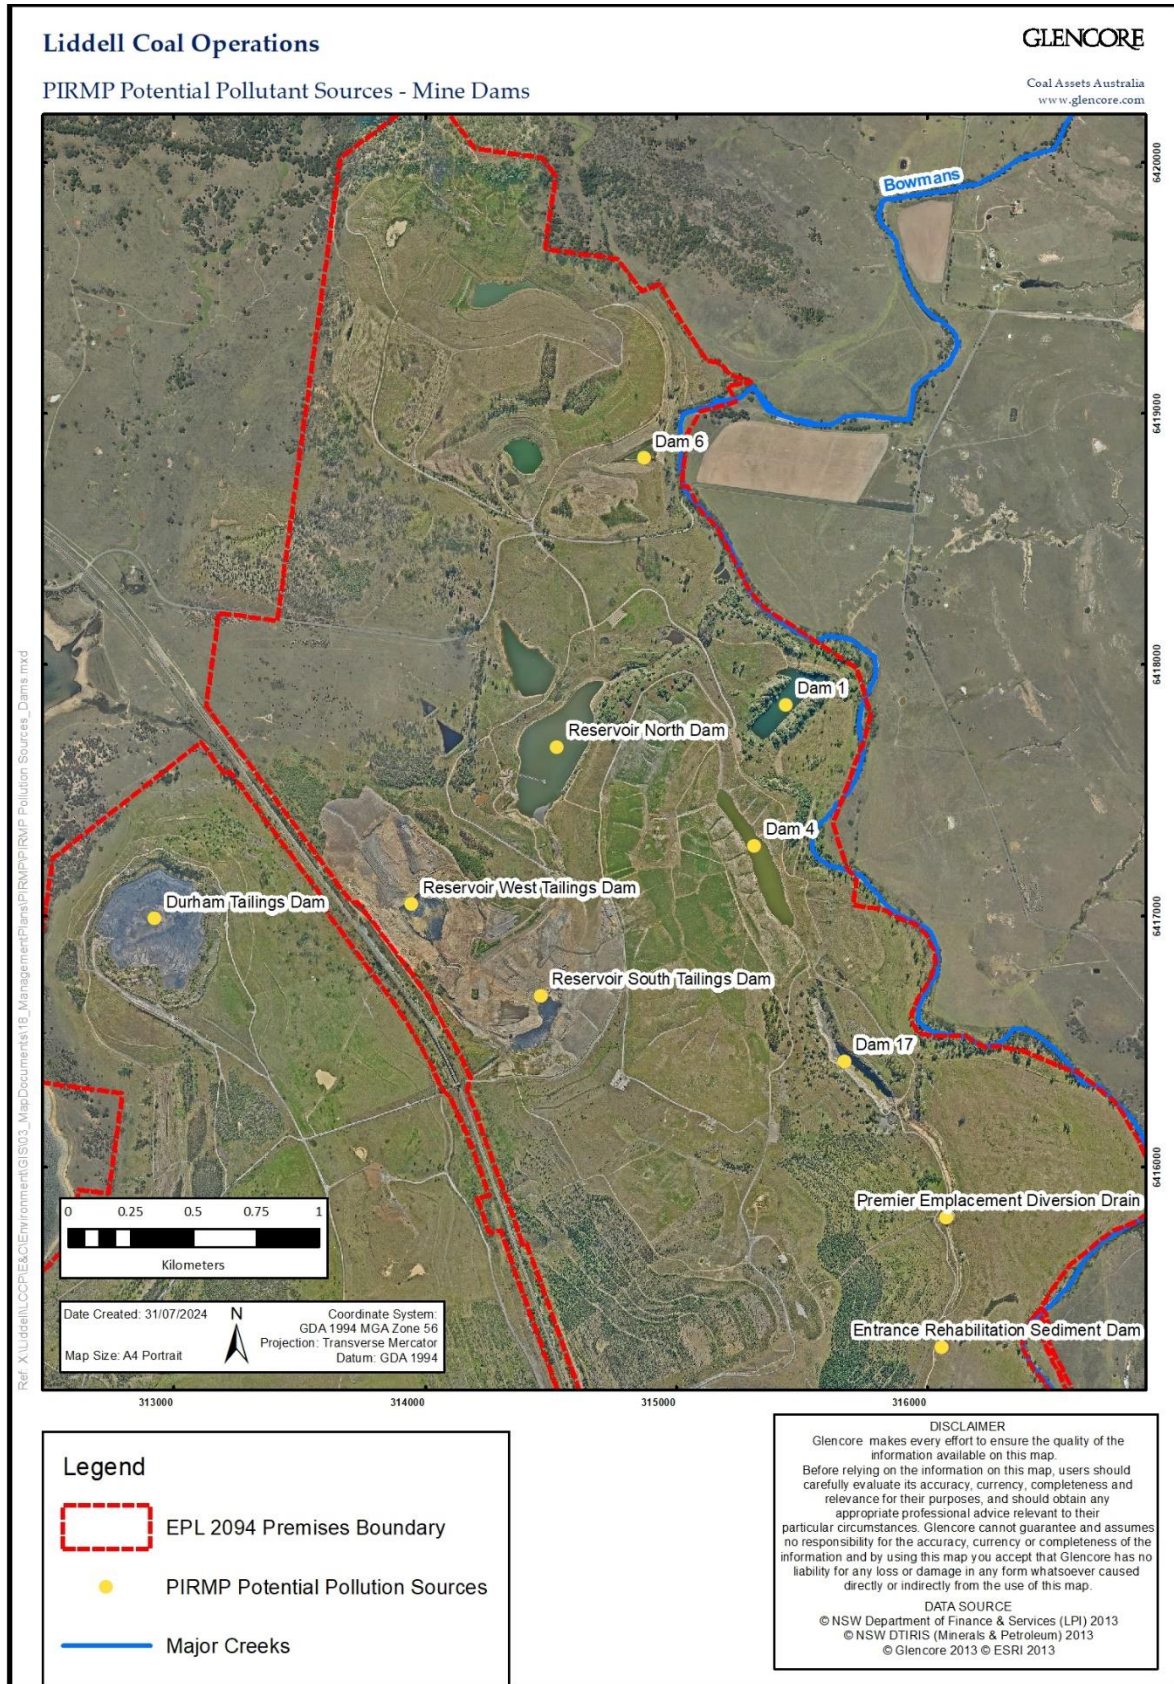 Liddell Coal Operations
GLENCORE
PIRMP Potential Pollutant Sources - Mine Dams
Coal Assets Australia
www.glencore.com
Bowmans
6420000
6419000
Dam 6
6418000
Dam 1
Reservoir North Dam
Dam 4
Reservoir West Tailings Dam
Durham Tailings Dam
6417000
Reservoir South Tailings Dam
Dam 17
6416000
Premier Emplacement Diversion Drain
Entrance Rehabilitation Sediment Dam
0 0.25 0.5 0.75 1
Kilometers
Date Created: 31/07/2024
Map Size: A4 Portrait
N
Coordinate System:
GDA 1994 MGA Zone 56
Projection: Transverse Mercator
Datum: GDA 1994
313000 314000 315000 316000
Ref: X:\Liddell\LCCP\E&C\Environment\GIS\03_MapDocuments\18_ManagementPlans\PIRMP\PIRMP Pollution Sources_Dams.mxd
Legend
EPL 2094 Premises Boundary
PIRMP Potential Pollution Sources
Major Creeks
DISCLAIMER
Glencore makes every effort to ensure the quality of the
information available on this map.
Before relying on the information on this map, users should
carefully evaluate its accuracy, currency, completeness and
relevance for their purposes, and should obtain any
appropriate professional advice relevant to their
particular circumstances. Glencore cannot guarantee and assumes
no responsibility for the accuracy, currency or completeness of the
information and by using this map you accept that Glencore has no
liability for any loss or damage in any form whatsoever caused
directly or indirectly from the use of this map.
DATA SOURCE
© NSW Department of Finance & Services (LPI) 2013
© NSW DTIRIS (Minerals & Petroleum) 2013
© Glencore 2013 © ESRI 2013